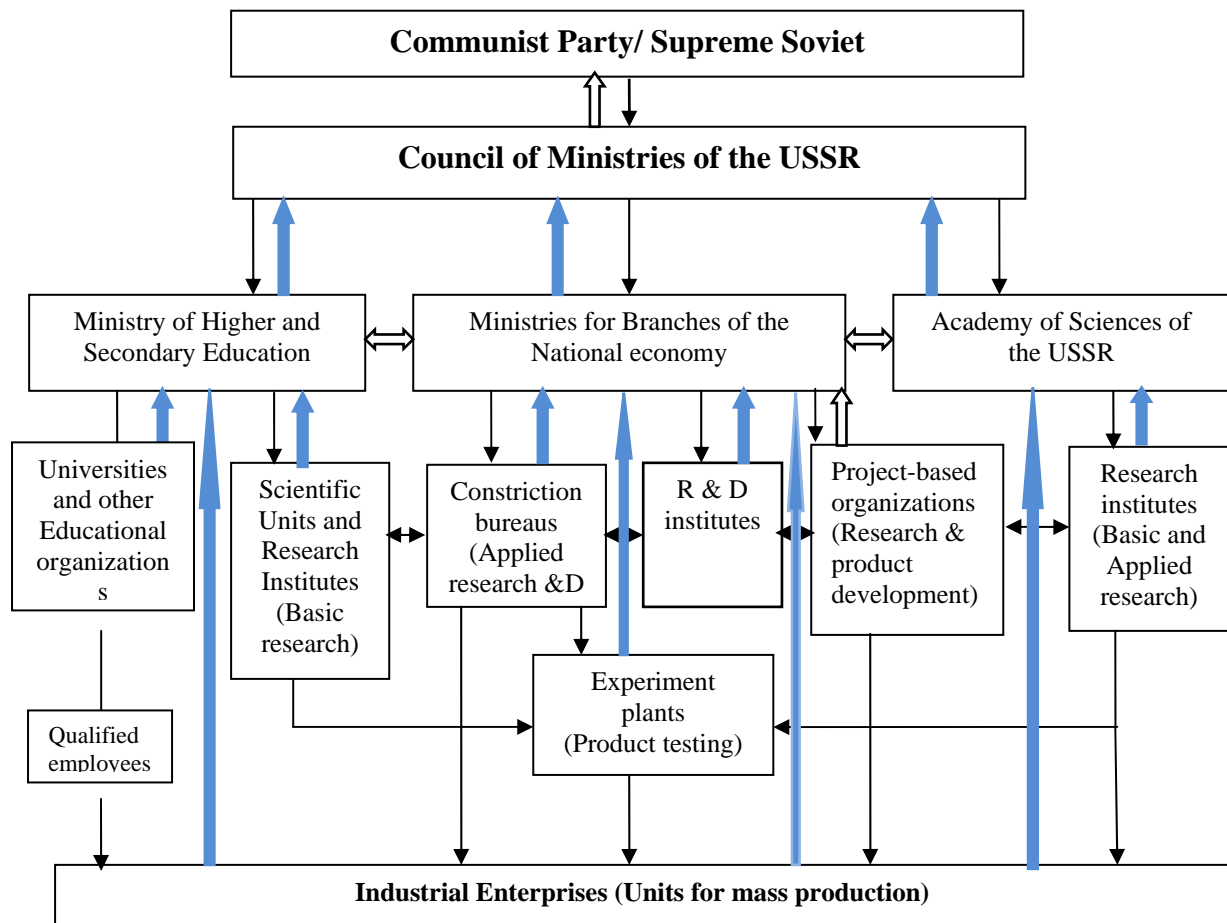 Communist Party/ Supreme Soviet
Council of Ministries of the USSR
Ministry of Higher and
Secondary Education
Ministries for Branches of the
National economy
Academy of Sciences of
the USSR
Universities
and other
Educational
organization
s
Scientific
Units and
Research
Institutes
(Basic
research)
Constriction
bureaus
(Applied
research &D
R & D
institutes
Project-based
organizations
(Research &
product
development)
Research
institutes
(Basic and
Applied
research)
Experiment
plants
(Product testing)
Qualified
employees
Industrial Enterprises (Units for mass production)